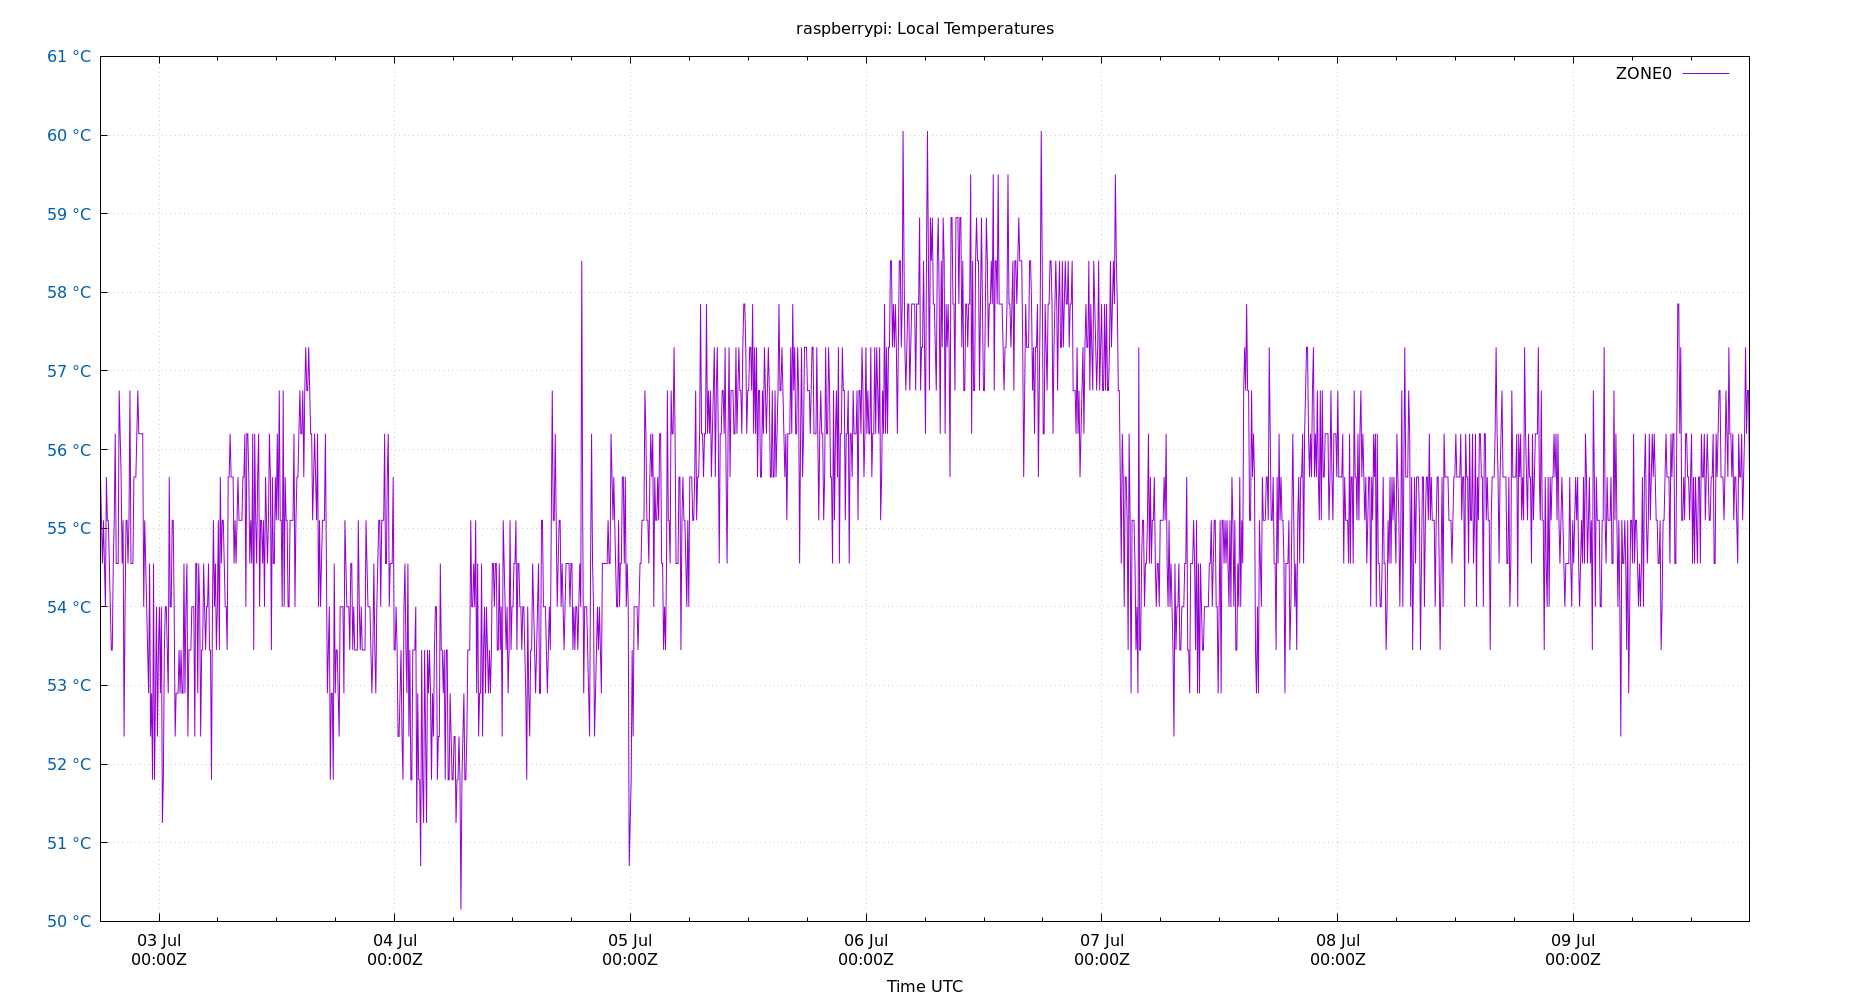 raspberrypi: Local Temperatures
61 °C
ZONE0
60 °C
59 °C
58 °C
57 °C
56 °C
55 °C
54 °C
53 °C
52 °C
51 °C
50 °C
03 Jul 04 Jul 05 Jul 06 Jul 07 Jul 08 Jul 09 Jul
00:00Z 00:00Z 00:00Z 00:00Z 00:00Z 00:00Z 00:00Z
Time UTC